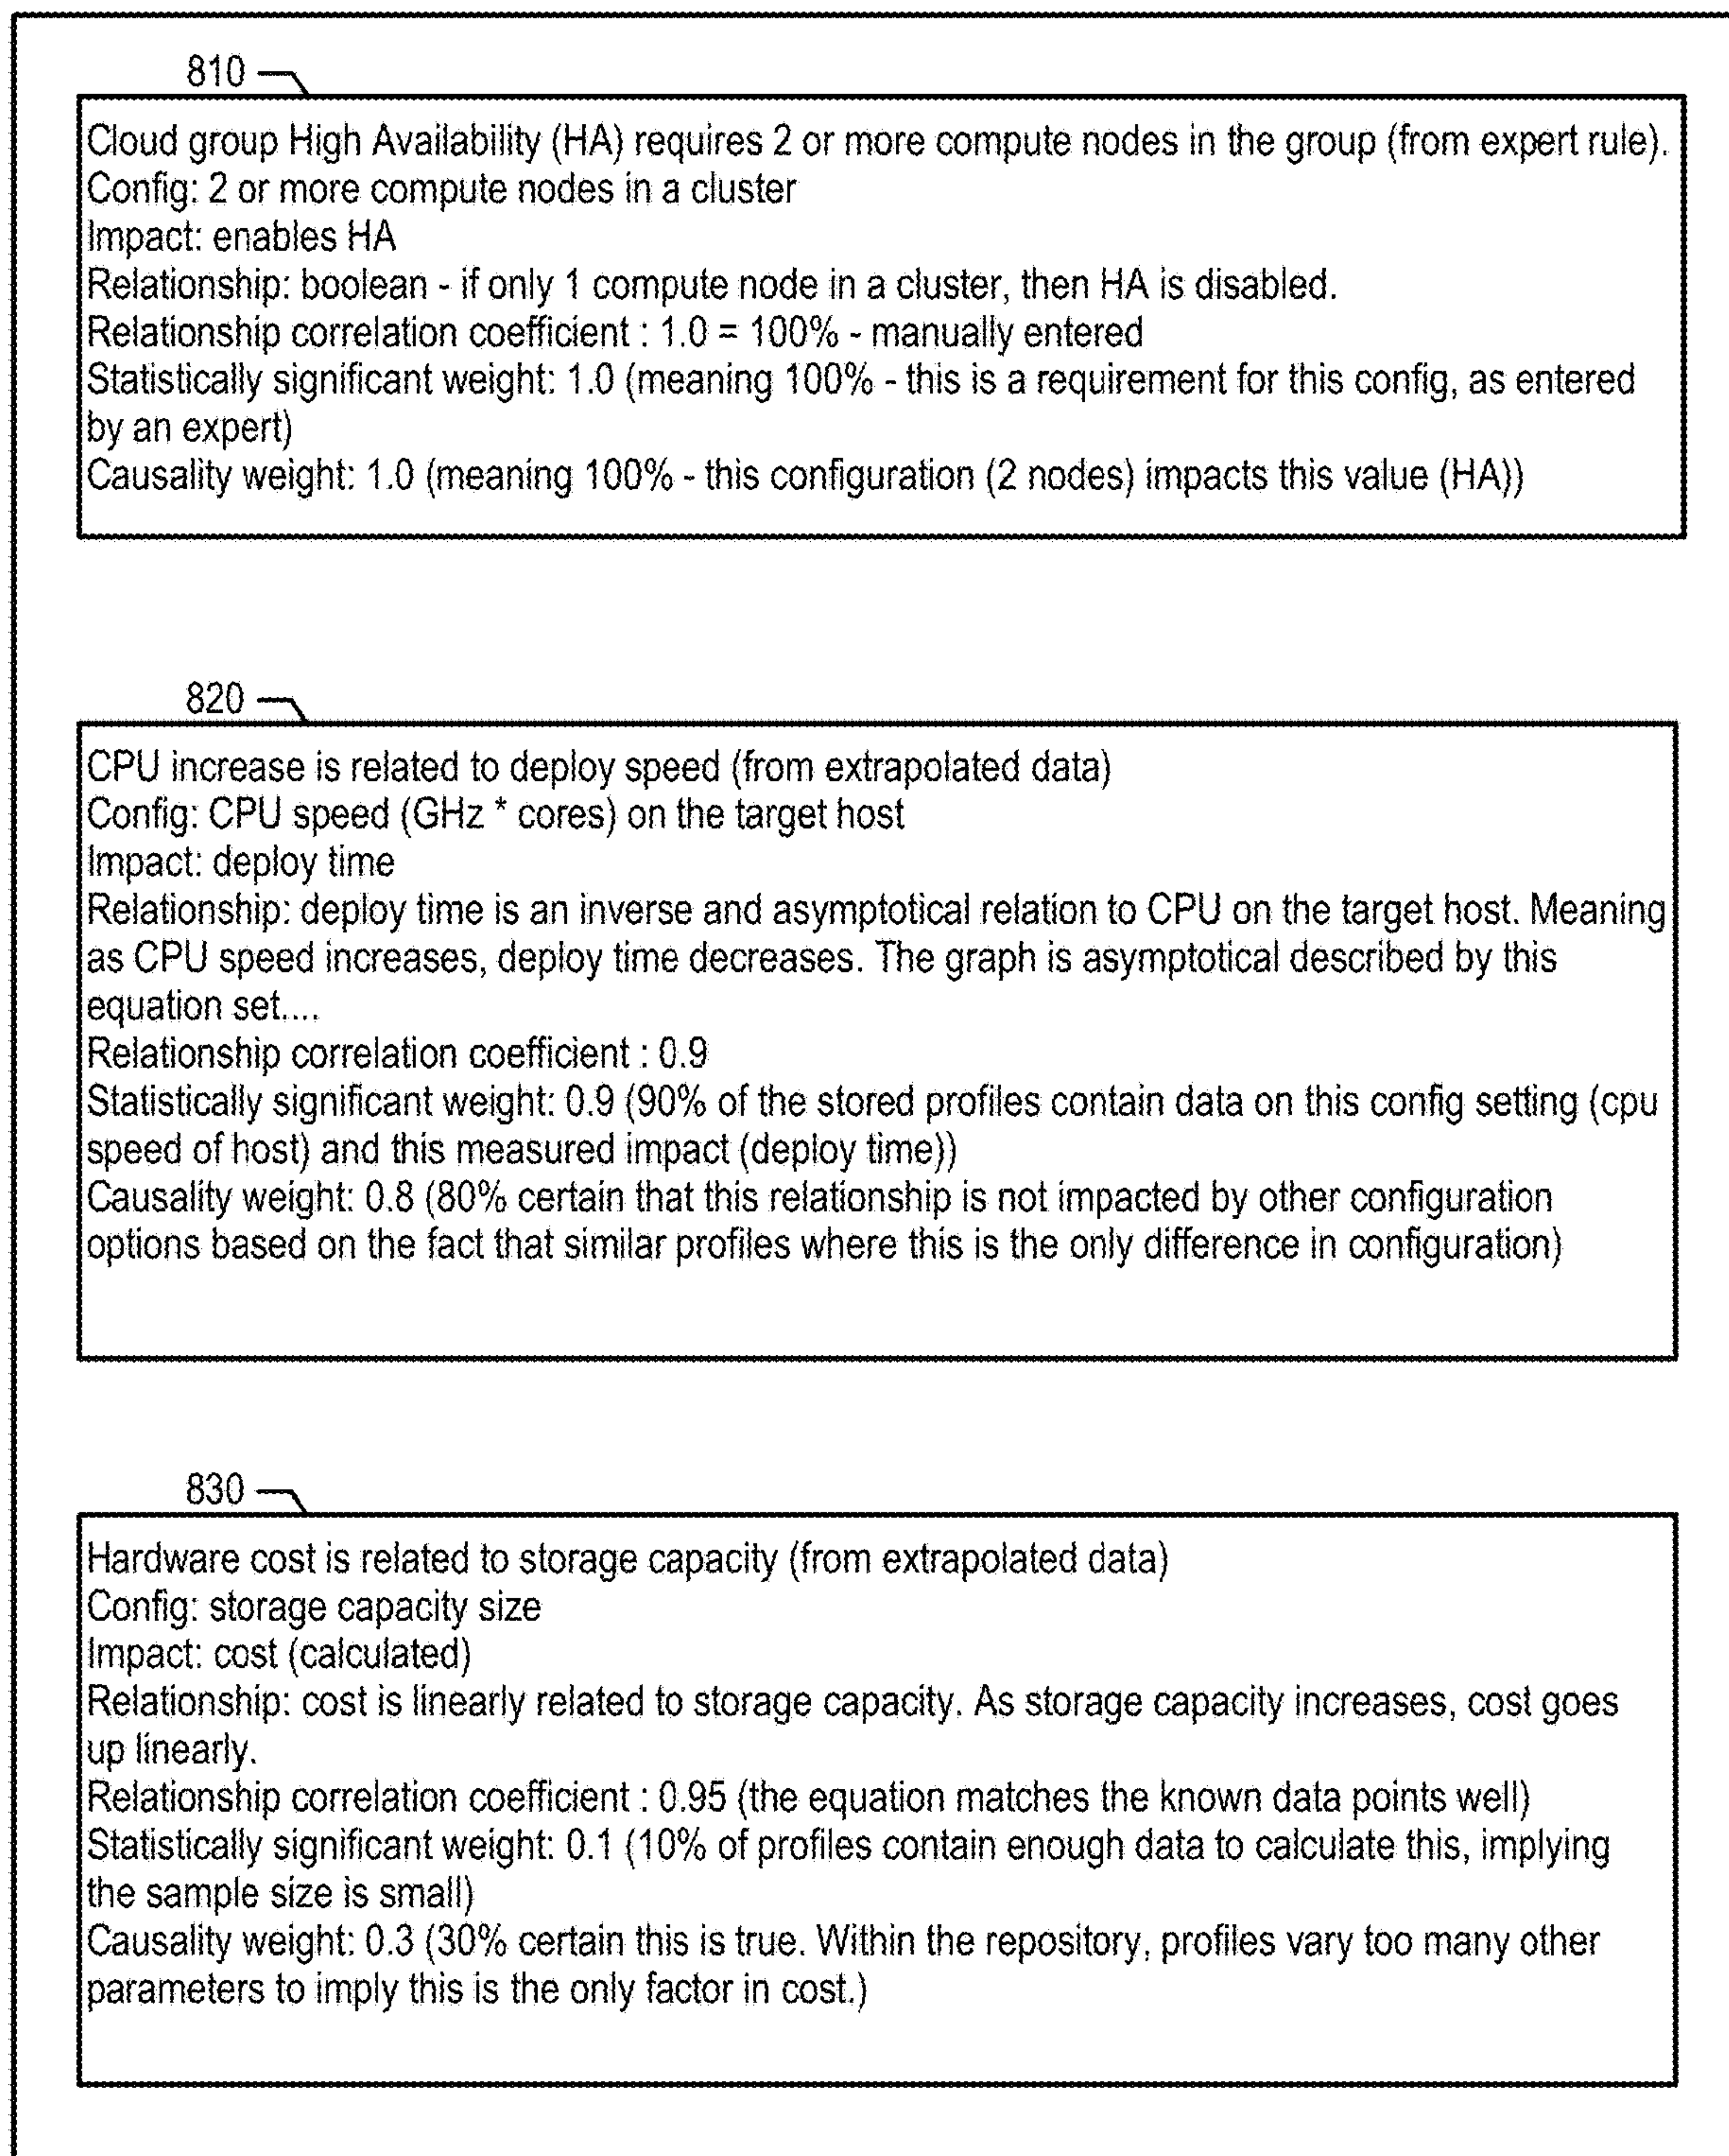 810
Cloud group High Availability (HA) requires 2 or more compute nodes in the group (from expert rule).
Config: 2 or more compute nodes in a cluster
Impact: enables HA
Relationship: boolean - if only 1 compute node in a cluster, then HA is disabled.
Relationship correlation coefficient : 1.0 = 100% - manually entered
Statistically significant weight: 1.0 (meaning 100% - this is a requirement for this config, as entered
by an expert)
Causality weight: 1.0 (meaning 100% - this configuration (2 nodes) impacts this value (HA))
820
CPU increase is related to deploy speed (from extrapolated data)
Config: CPU speed (GHz * cores) on the target host
Impact: deploy time
Relationship: deploy time is an inverse and asymptotical relation to CPU on the target host. Meaning
as CPU speed increases, deploy time decreases. The graph is asymptotical described by this
equation set....
Relationship correlation coefficient : 0.9
Statistically significant weight: 0.9 (90% of the stored profiles contain data on this config setting (cpu
speed of host) and this measured impact (deploy time))
Causality weight: 0.8 (80% certain that this relationship is not impacted by other configuration
options based on the fact that similar profiles where this is the only difference in configuration)
830
Hardware cost is related to storage capacity (from extrapolated data)
Config: storage capacity size
Impact: cost (calculated)
Relationship: cost is linearly related to storage capacity. As storage capacity increases, cost goes
up linearly.
Relationship correlation coefficient : 0.95 (the equation matches the known data points well)
Statistically significant weight: 0.1 (10% of profiles contain enough data to calculate this, implying
the sample size is small)
Causality weight: 0.3 (30% certain this is true. Within the repository, profiles vary too many other
parameters to imply this is the only factor in cost.)